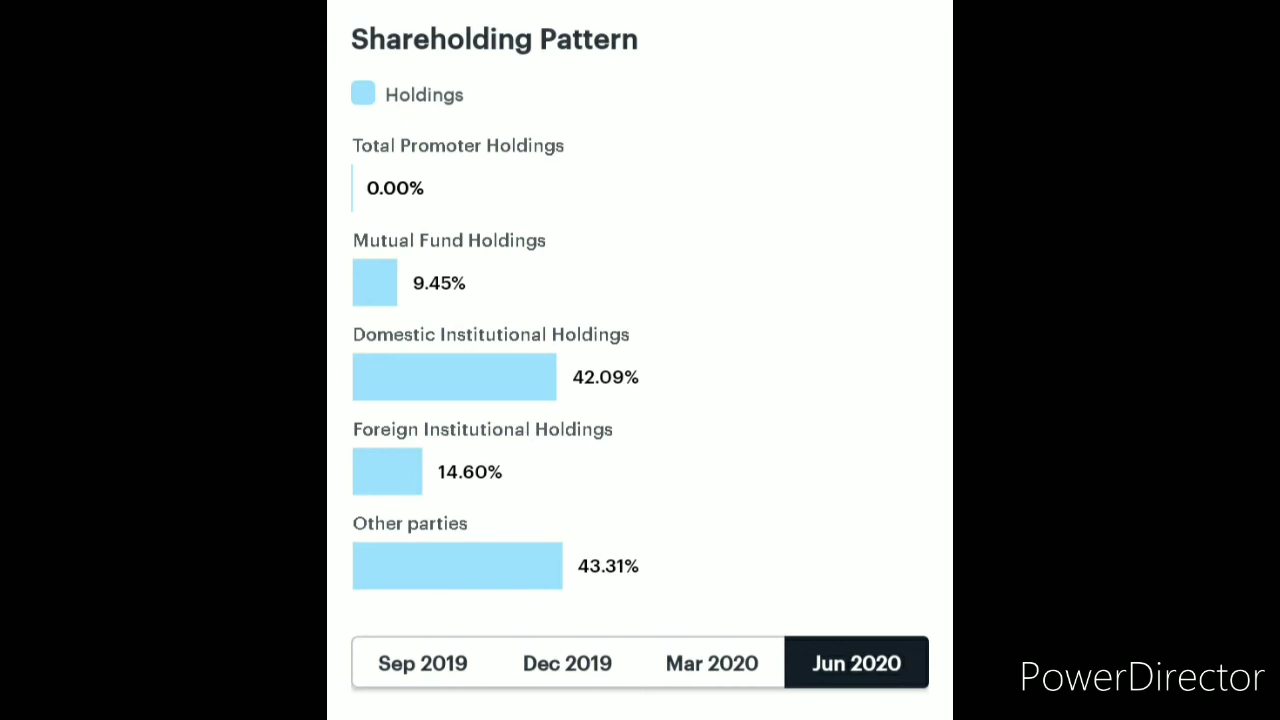 Shareholding Pattern
Holdings
Total Promoter Holdings
0.00%
Mutual Fund Holdings
9.45%
Domestic Institutional Holdings
42.09%
Foreign Institutional Holdings
14.60%
Other parties
43.31%
Sep 2019 Dec 2019 Mar 2020 Jun 2020
PowerDirector